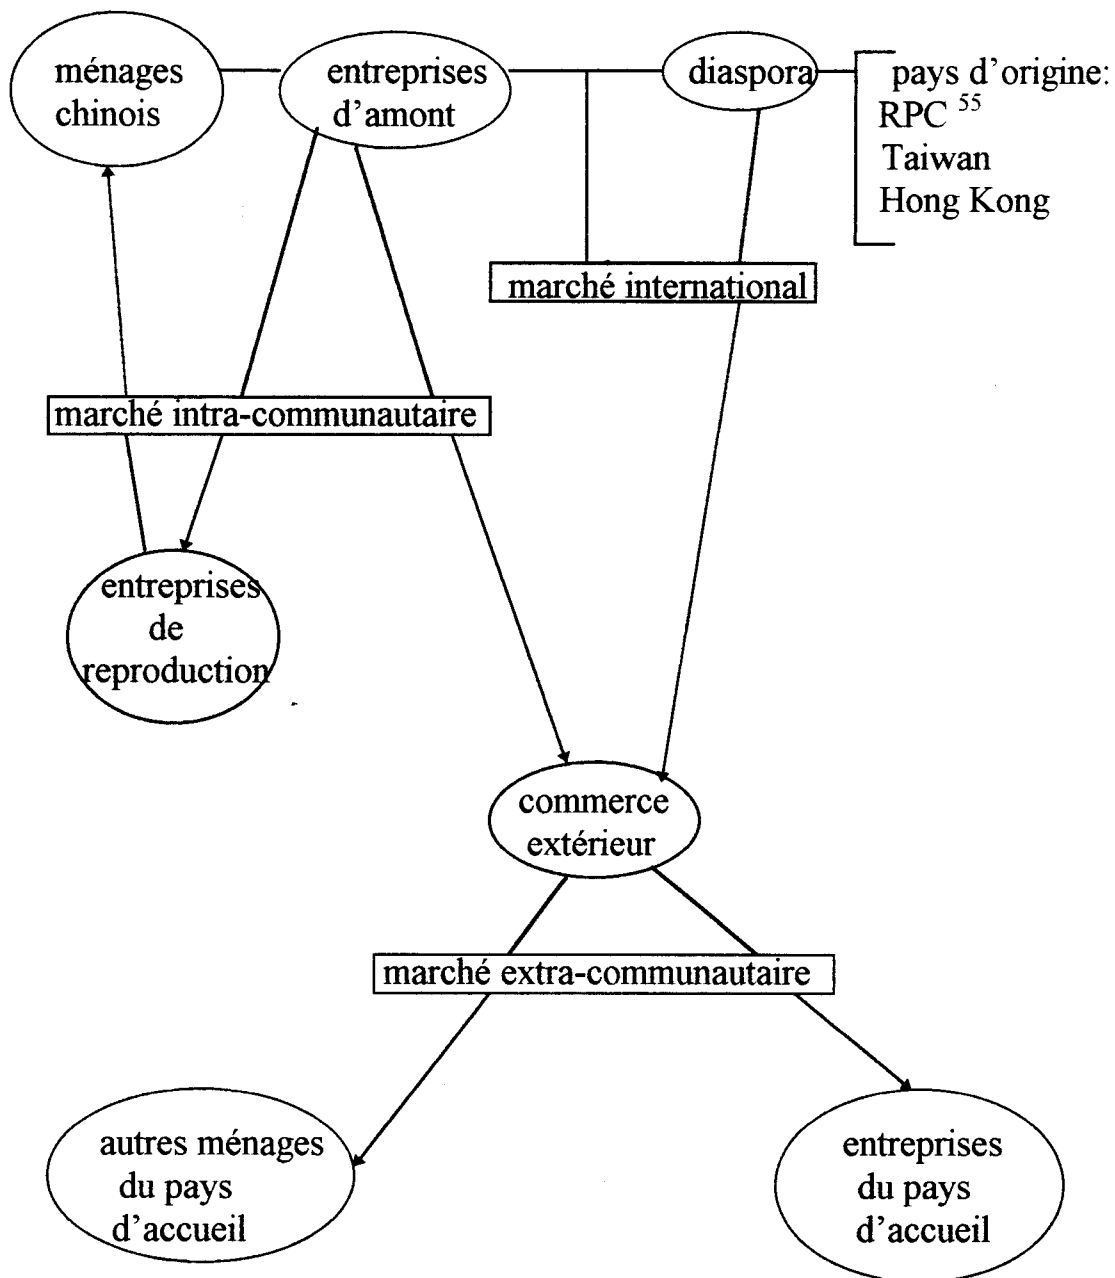 ménages
chinois
entreprises
d'amont
diaspora
pays d'origine:
RPC 55
Taiwan
Hong Kong
marché international
marché intra-communautaire
entreprises
de
reproduction
commerce
extérieur
marché extra-communautaire
autres ménages
du pays
d'accueil
entreprises
du pays
d'accueil